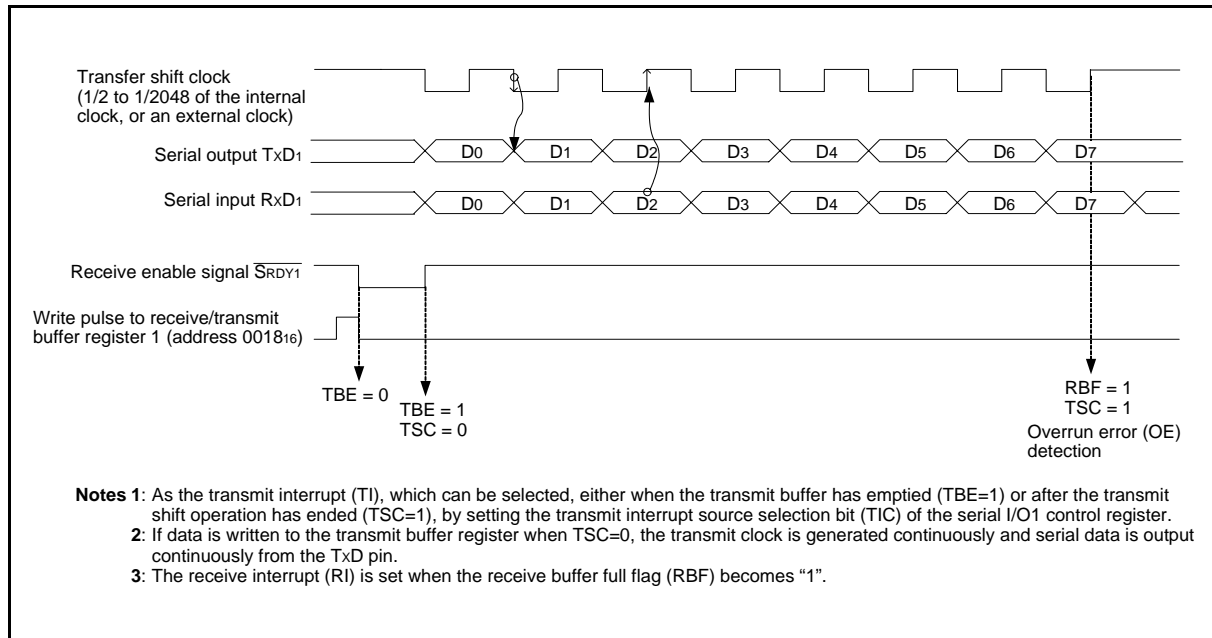 Transfer shift clock
(1/2 to 1/2048 of the internal
clock, or an external clock)
Serial output TxD1
D0 D1 D2 D3 D4 D5 D6 D7
Serial input RxD1
D0 D1 D2 D3 D4 D5 D6 D7
Receive enable signal SRDY1
Write pulse to receive/transmit
buffer register 1 (address 001816)
TBE = 0
TBE = 1
TSC = 0
RBF = 1
TSC = 1
Overrun error (OE)
detection
Notes 1: As the transmit interrupt (TI), which can be selected, either when the transmit buffer has emptied (TBE=1) or after the transmit
shift operation has ended (TSC=1), by setting the transmit interrupt source selection bit (TIC) of the serial I/O1 control register.
2: If data is written to the transmit buffer register when TSC=0, the transmit clock is generated continuously and serial data is output
continuously from the TxD pin.
3: The receive interrupt (RI) is set when the receive buffer full flag (RBF) becomes “1”.